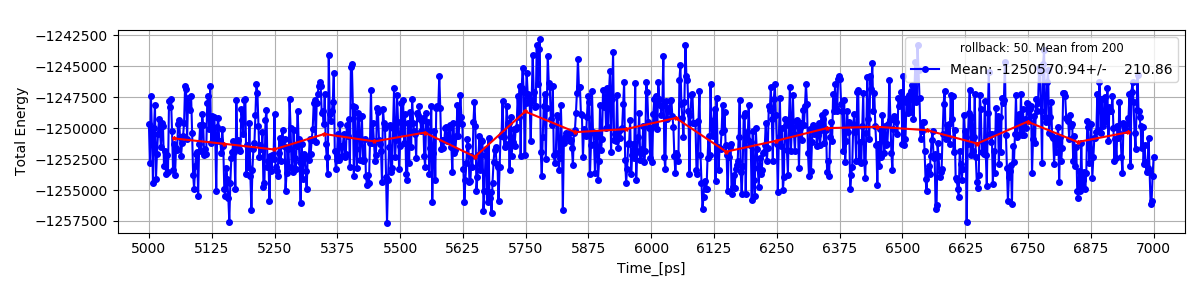 −1242500
−1245000
−1247500
−1250000
−1252500
−1255000
−1257500
Total Energy
rollback: 50. Mean from 200
Mean: -1250570.94+/- 210.86
5000 5125 5250 5375 5500 5625 5750 5875 6000 6125 6250 6375 6500 6625 6750 6875 7000
Time_[ps]